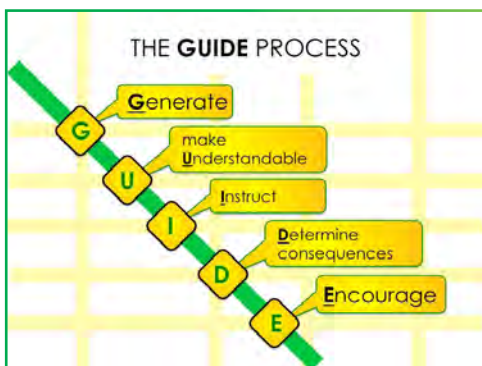 THE GUIDE PROCESS
G
Generate
U
make
Understandable
I
Instruct
D
Determine
consequences
E
Encourage